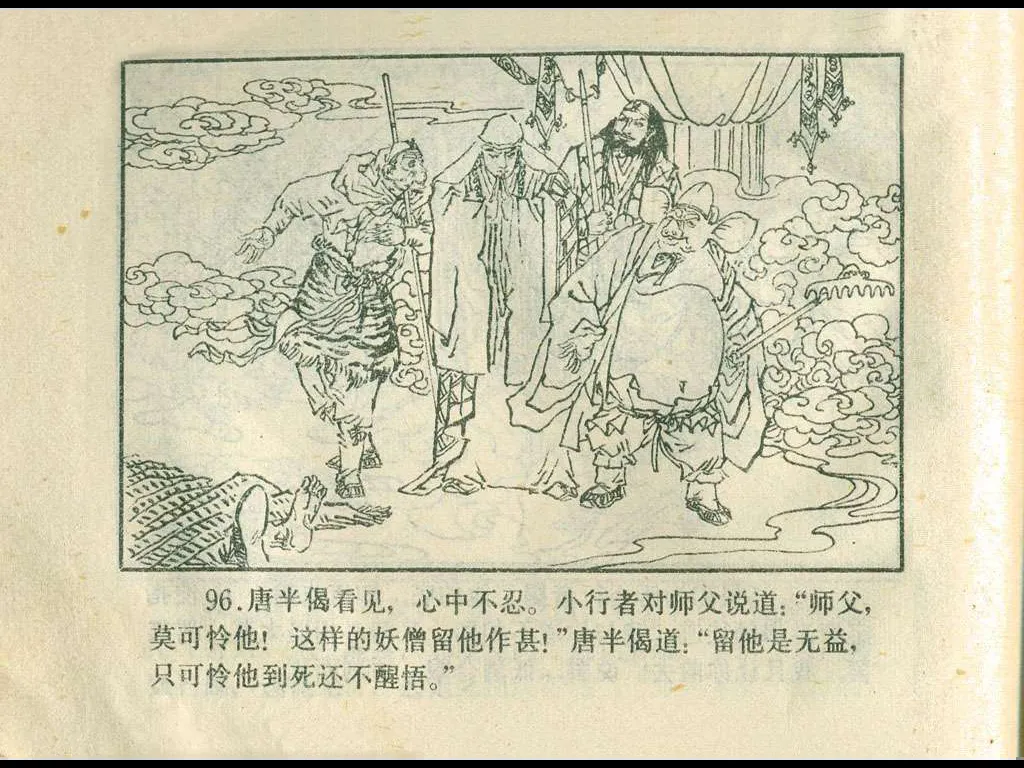 96.唐半偈看见，心中不忍。小行者对师父说道：“师父，
莫可怜他！这样的妖僧留他作甚！”唐半偈道：“留他是无益，
只可怜他到死还不醒悟。”